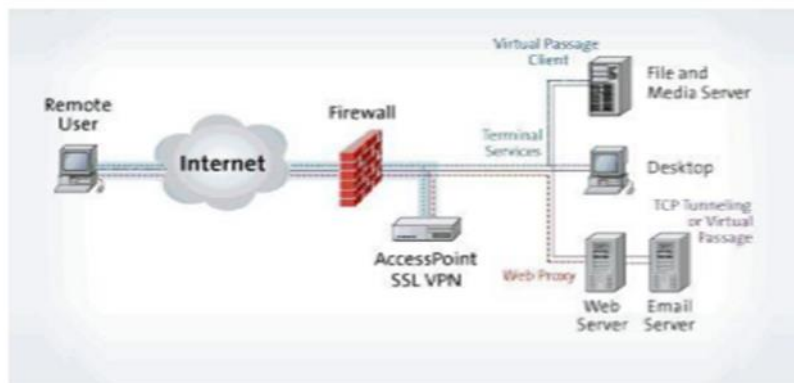 Virtual Passage
Client
File and
Media Server
Remote
User
Firewall
Internet
Terminal
Services
Desktop
TCP Tunneling
or Virtual
Passage
AccessPoint
SSL VPN
Web Proxy
Web
Server
Email
Server